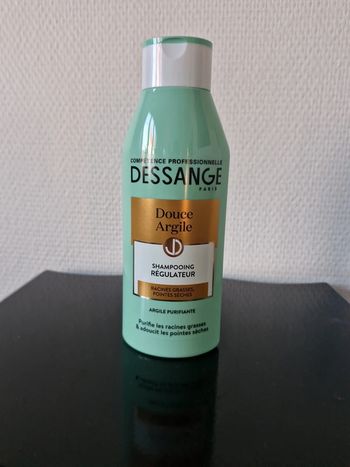 COMPÉTENCE PROFESSIONNELLE
DESSANGE
PARIS
Douce
Argile
SHAMPOOING
RÉGULATEUR
RACINES GRASSES,
POINTES SÈCHES
ARGILE PURIFIANTE
Purifie les racines grasses
& adoucit les pointes sèches